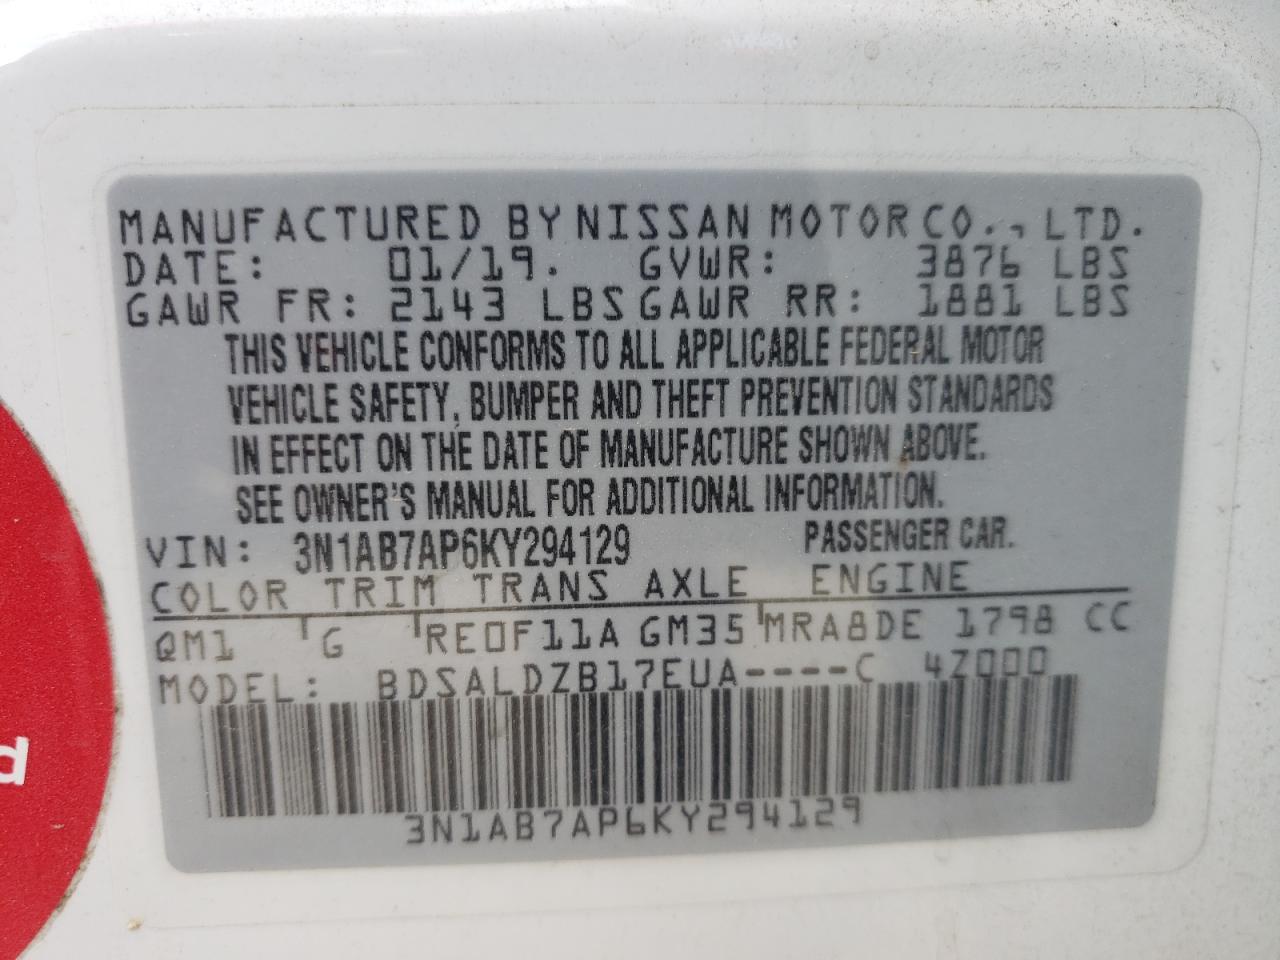 MANUFACTURED BY NISSAN MOTOR CO., LTD.
DATE: 01/19. GVWR: 3876 LBS
GAWR FR: 2143 LBS GAWR RR: 1881 LBS
THIS VEHICLE CONFORMS TO ALL APPLICABLE FEDERAL MOTOR
VEHICLE SAFETY, BUMPER AND THEFT PREVENTION STANDARDS
IN EFFECT ON THE DATE OF MANUFACTURE SHOWN ABOVE.
SEE OWNER'S MANUAL FOR ADDITIONAL INFORMATION.
VIN: 3N1AB7AP6KY294129 PASSENGER CAR.
COLOR TRIM TRANS AXLE ENGINE
QM1 G RE0F11A GM35 MRA8DE 1798 CC
MODEL: BDSALDZB17EUA----C 4Z000
3N1AB7AP6KY294129
d